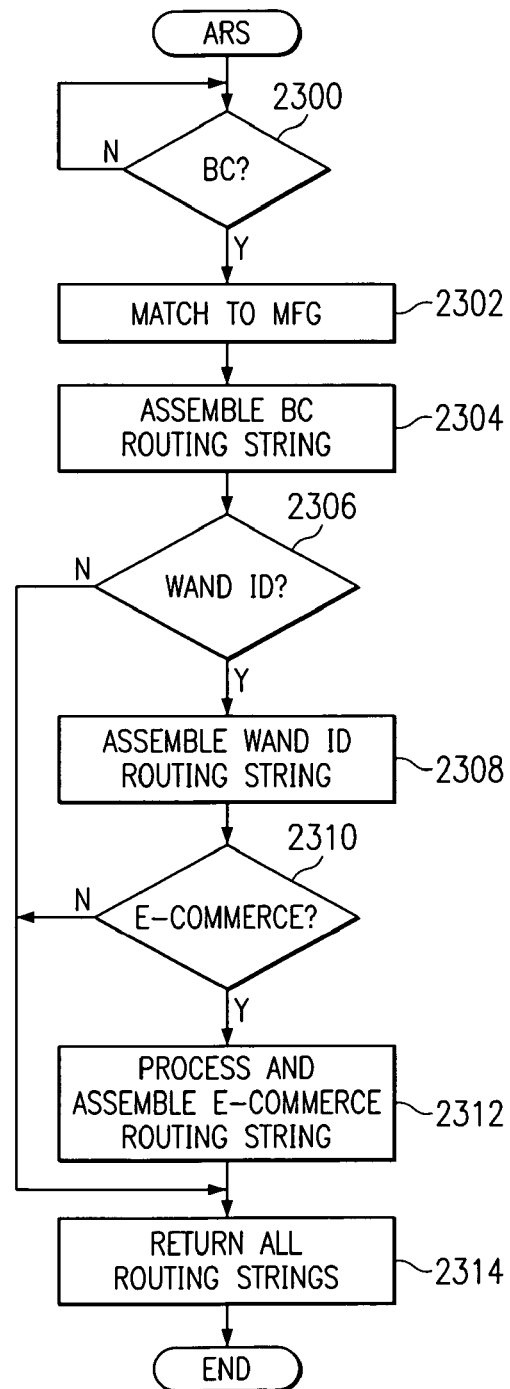 ARS
2300
BC?
N
Y
MATCH TO MFG
2302
ASSEMBLE BC
ROUTING STRING
2304
2306
WAND ID?
N
Y
ASSEMBLE WAND ID
ROUTING STRING
2308
2310
E-COMMERCE?
N
Y
PROCESS AND
ASSEMBLE E-COMMERCE
ROUTING STRING
2312
RETURN ALL
ROUTING STRINGS
2314
END